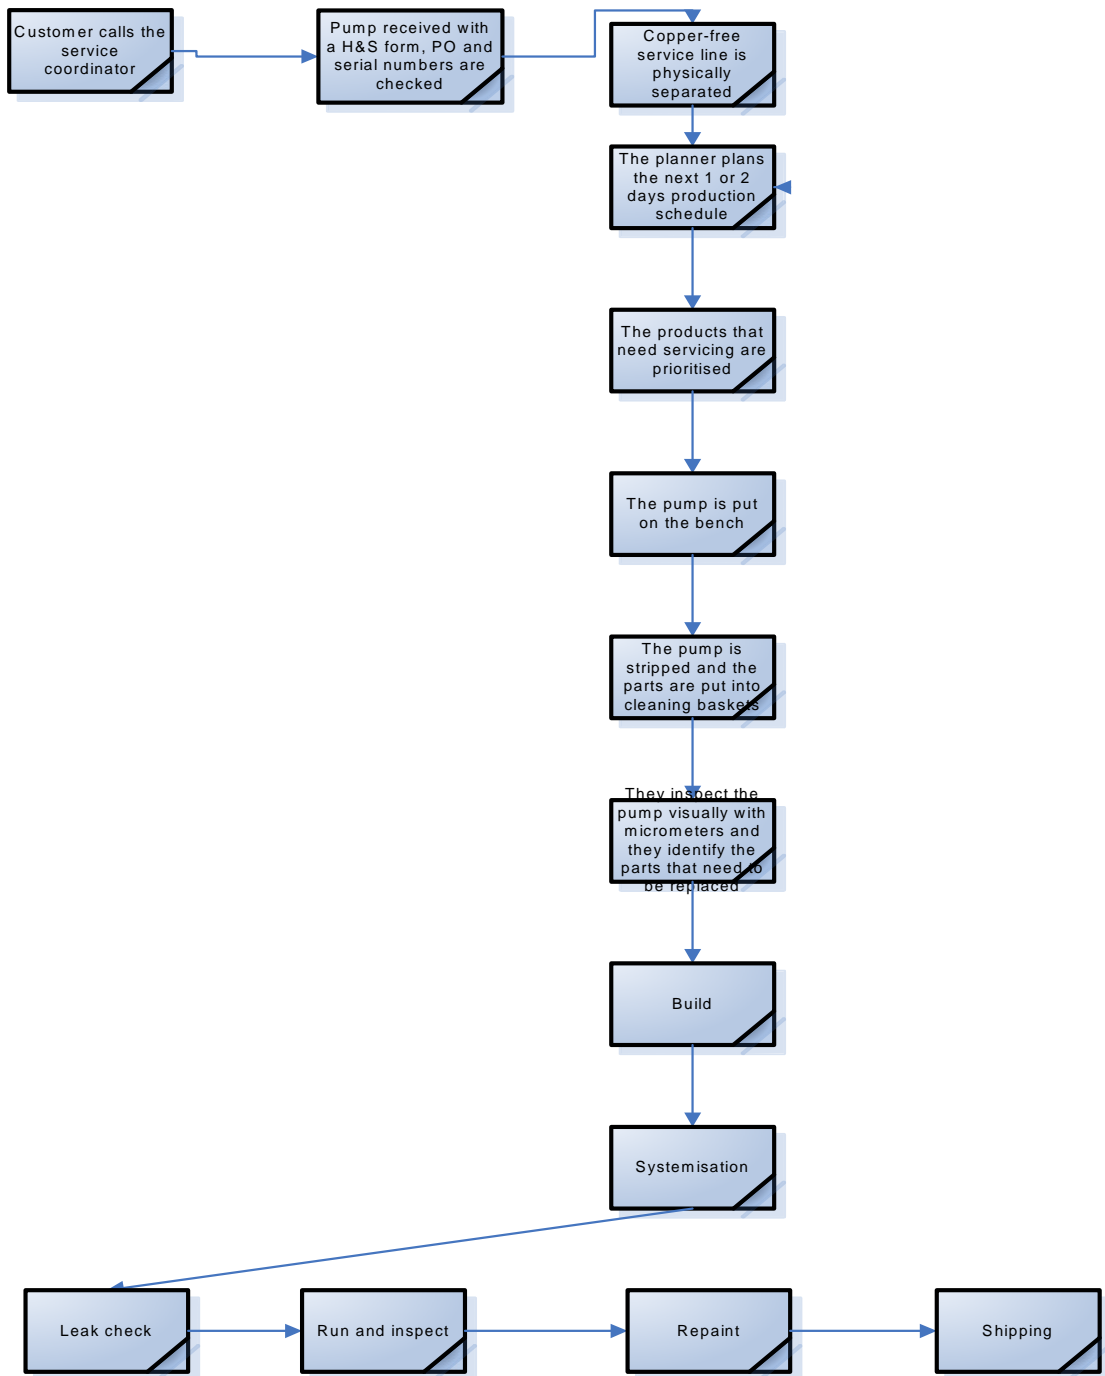 Customer calls the
service
coordinator
Pump received with
a H&S form, PO and
serial numbers are
checked
Copper-free
service line is
physically
separated
The planner plans
the next 1 or 2
days production
schedule
The products that
need servicing are
prioritised
The pump is put
on the bench
The pump is
stripped and the
parts are put into
cleaning baskets
They inspect the
pump visually with
micrometers and
they identify the
parts that need to
be replaced
Build
Systemisation
Leak check
Run and inspect
Repaint
Shipping